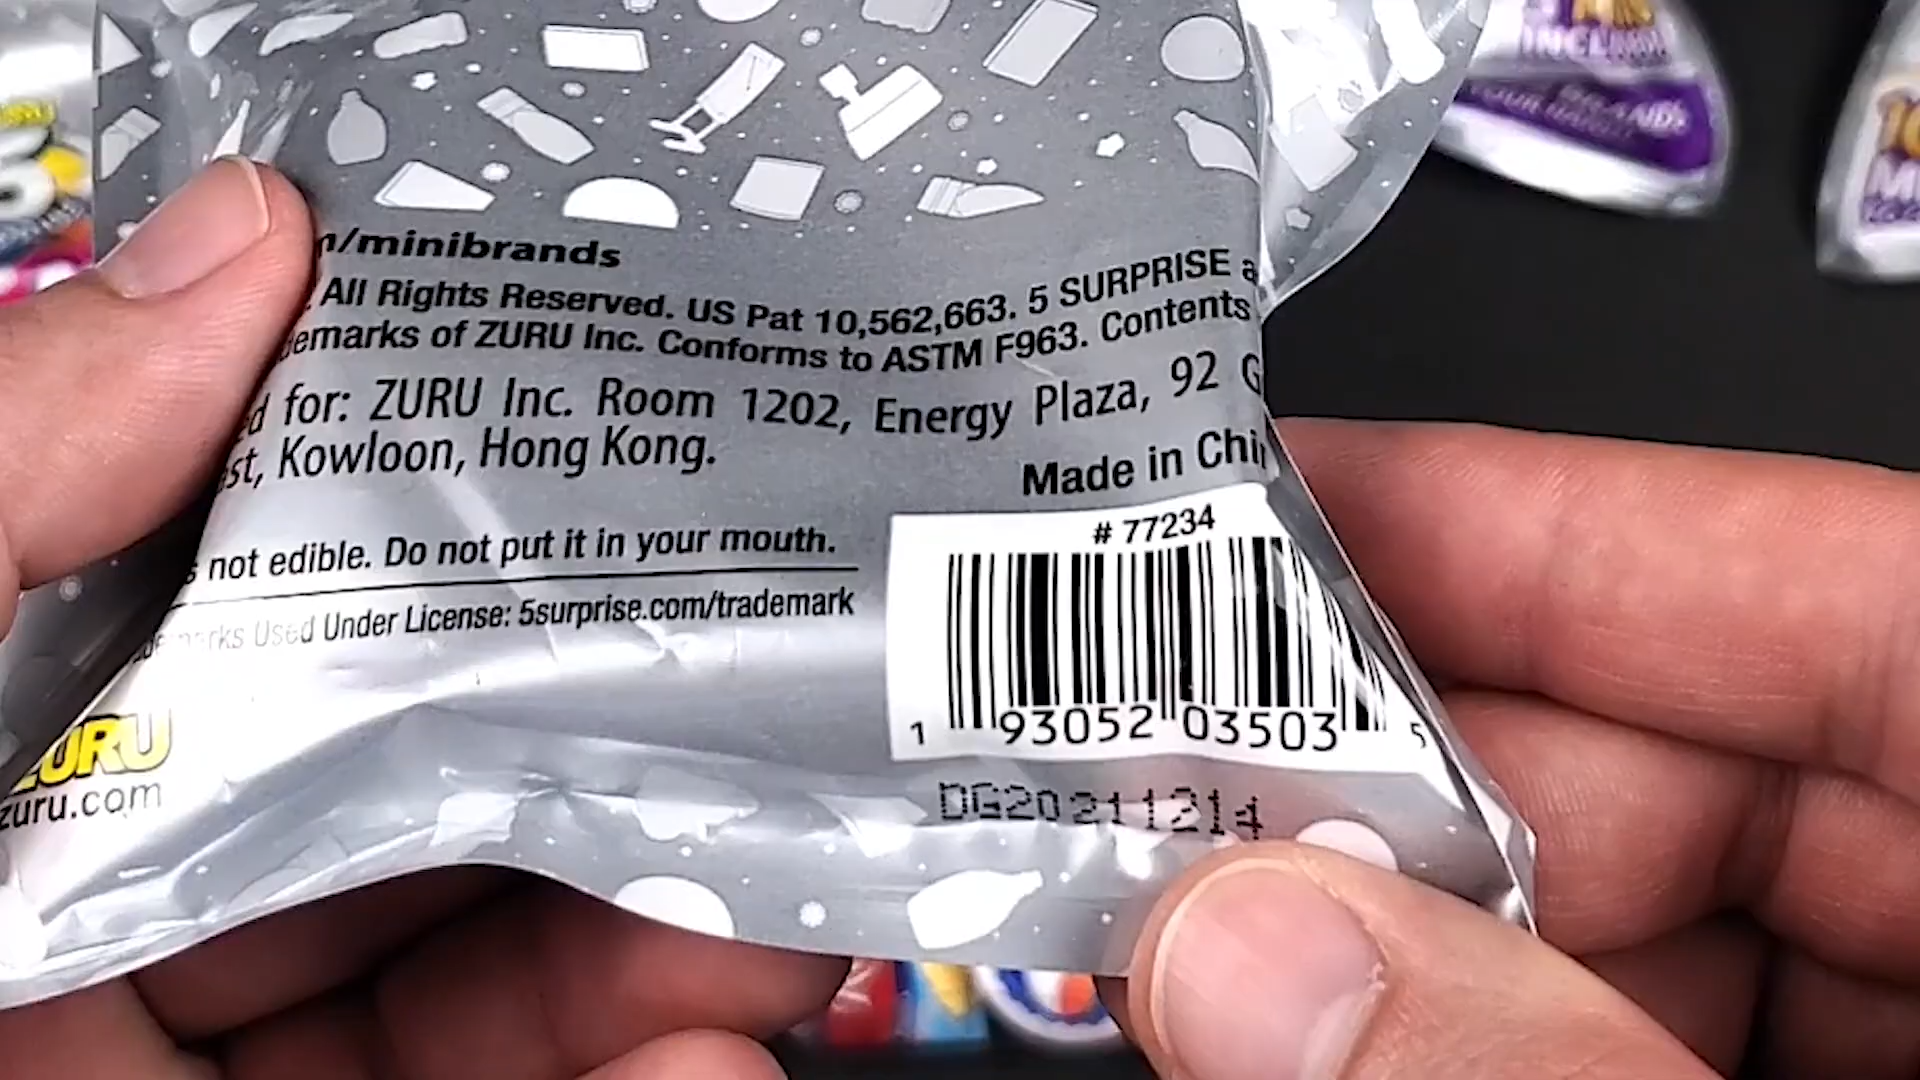 /minibrands
All Rights Reserved. US Pat 10,562,663. 5 SURPRISE
emarks of ZURU Inc. Conforms to ASTM F963. Contents
for: ZURU Inc. Room 1202, Energy Plaza, 92 G
st, Kowloon, Hong Kong.
Made in Chi
not edible. Do not put it in your mouth.
rks Used Under License: 5surprise.com/trademark
# 77234
1 93052 03503 5
ZURU
zuru.com
DG20211214